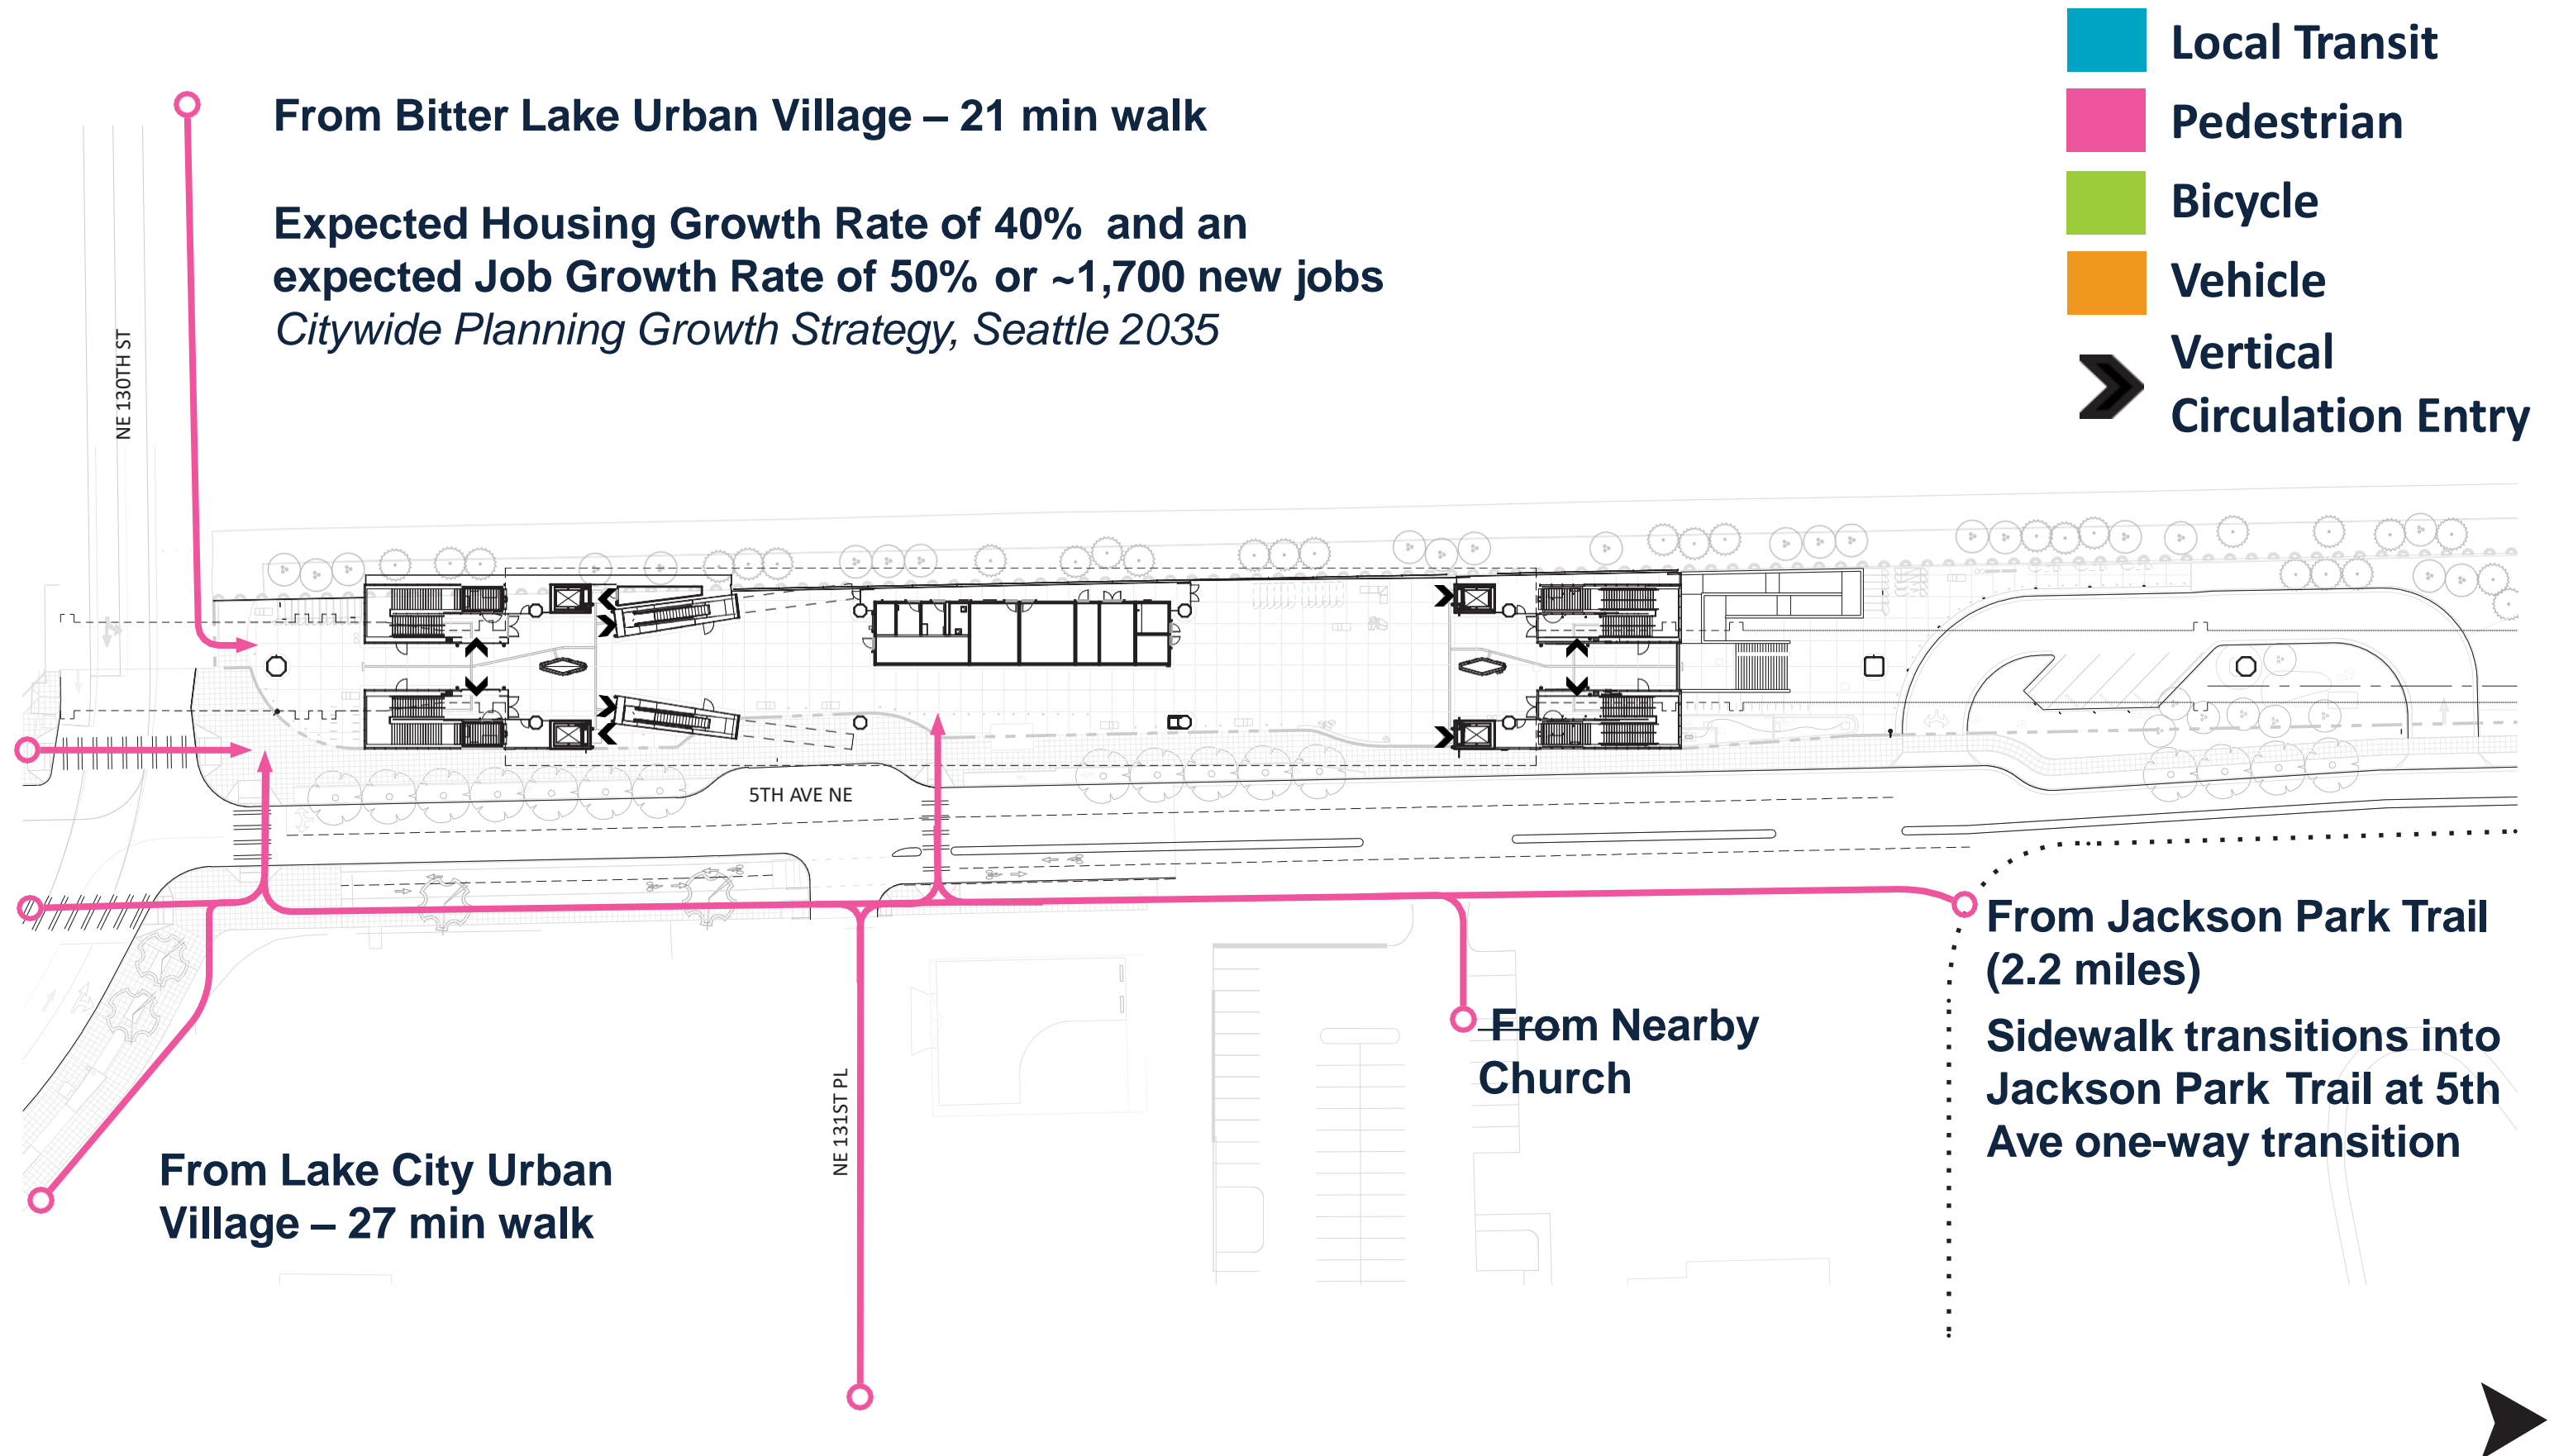 Local Transit
Pedestrian
Bicycle
Vehicle
Vertical
Circulation Entry
From Bitter Lake Urban Village – 21 min walk
Expected Housing Growth Rate of 40% and an
expected Job Growth Rate of 50% or ~1,700 new jobs
Citywide Planning Growth Strategy, Seattle 2035
NE 130TH ST
5TH AVE NE
From Jackson Park Trail
(2.2 miles)
Sidewalk transitions into
Jackson Park Trail at 5th
Ave one-way transition
From Nearby
Church
NE 131ST PL
From Lake City Urban
Village – 27 min walk